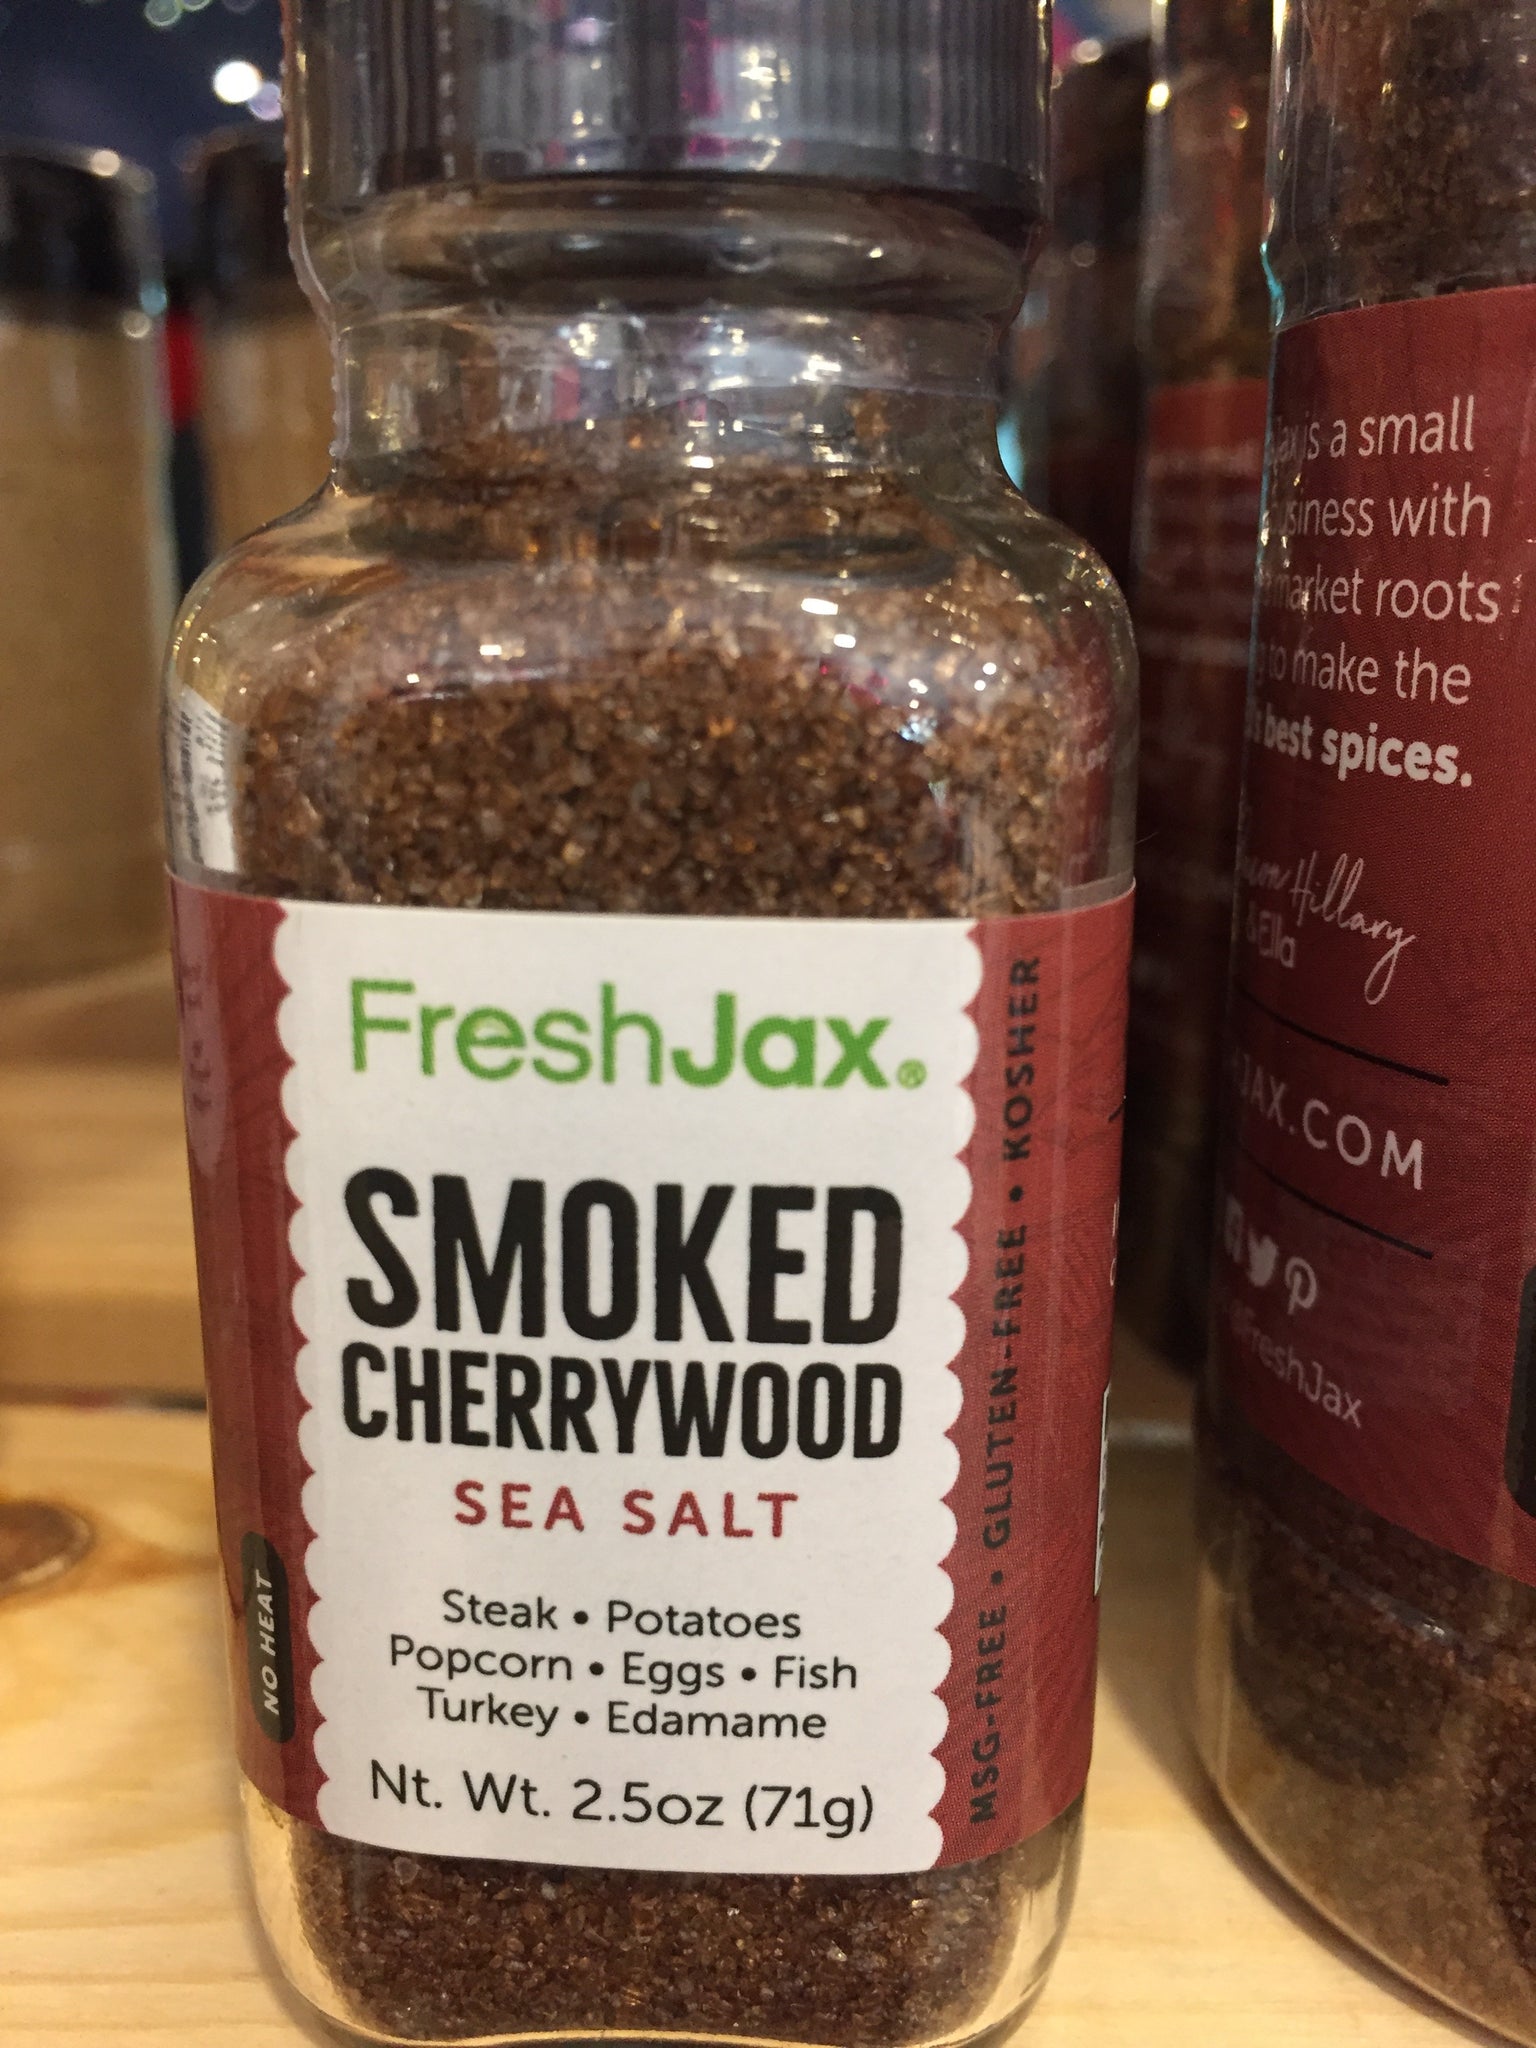 FreshJax®
SMOKED
CHERRYWOOD
SEA SALT
Steak • Potatoes
Popcorn • Eggs • Fish
Turkey • Edamame
Nt. Wt. 2.5oz (71g)
NO HEAT
MSG-FREE • GLUTEN-FREE • KOSHER
is a small
with
market roots
to make the
best spices.
Hillary
& Ella
JAX.COM
@FreshJax